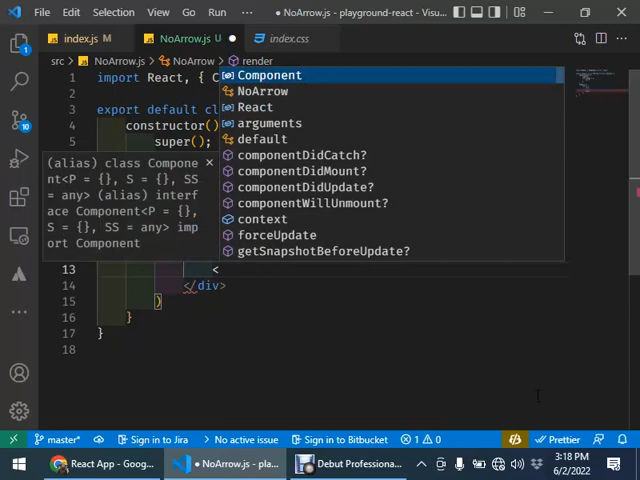 File Edit Selection View ··· NoArrow.js - playground-react - Visu...
index.js M NoArrow.js U index.css
src > NoArrow.js > NoArrow > render
1 import React, { C
2
3 export default cl
4 constructor()
5 super();
Component
NoArrow
React
arguments
default
componentDidCatch?
componentDidMount?
componentDidUpdate?
componentWillUnmount?
context
forceUpdate
getSnapshotBeforeUpdate?
(alias) class Compone
nt<P = {}, S = {}, SS
= any> (alias) interf
ace Component<P = {},
S = {}, SS = any> imp
ort Component
13 <
14 </div>
15 )
16 }
17 }
18
master* Sign in to Jira No active issue Sign in to Bitbucket 1 0 Prettier
React App - Goog... NoArrow.js - pla... Debut Professiona... 3:18 PM
6/2/2022
1
1